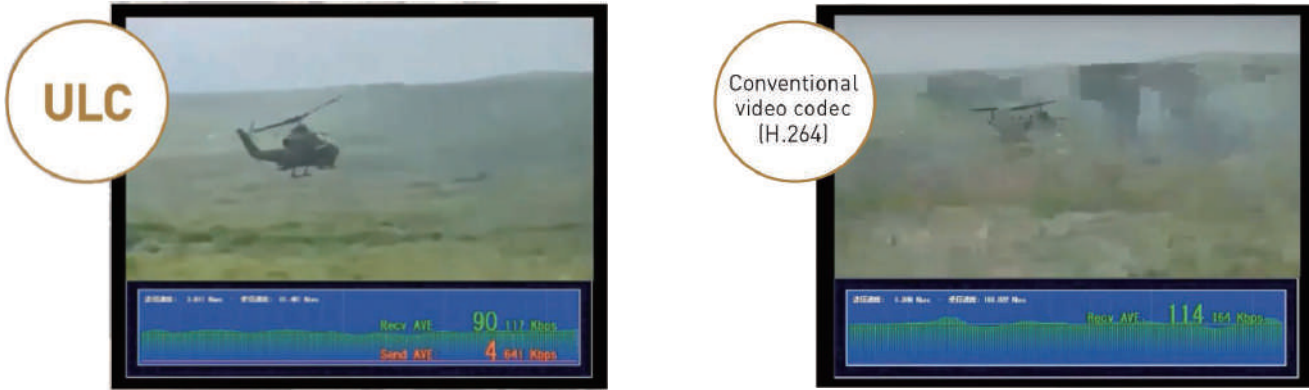 ULC
Recv AVE 90.117 Kbps
Send AVE 4.641 Kbps
Conventional
video codec
(H.264)
Recv AVE 114.164 Kbps